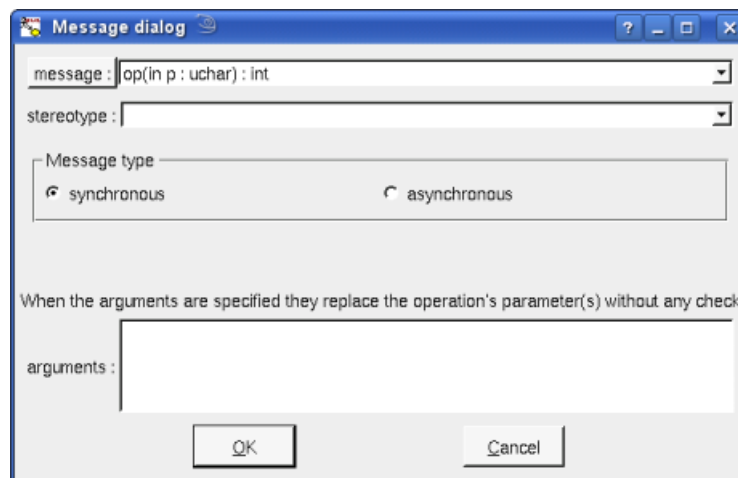 Message dialog
message : op(in p : uchar) : int
stereotype :
Message type
synchronous asynchronous
When the arguments are specified they replace the operation's parameter(s) without any check
arguments :
OK Cancel